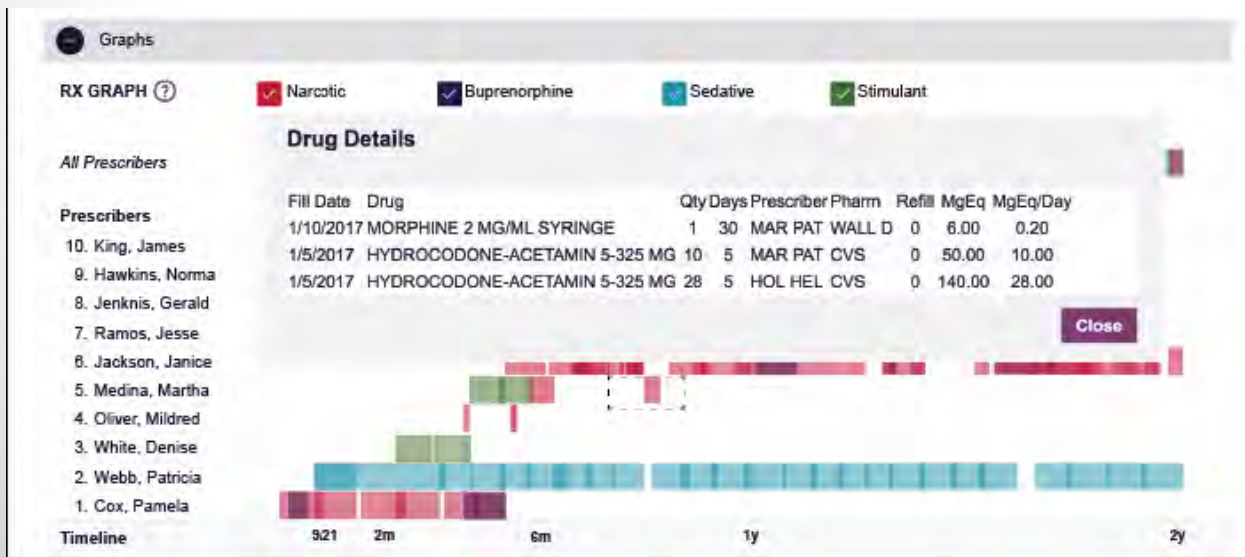 Graphs
RX GRAPH ? Narcotic Buprenorphine Sedative Stimulant
Drug Details
All Prescribers
Fill Date Drug Qty Days Prescriber Pharm Refill MgEq MgEq/Day
1/10/2017 MORPHINE 2 MG/ML SYRINGE 1 30 MAR PAT WALL D 0 6.00 0.20
1/5/2017 HYDROCODONE-ACETAMIN 5-325 MG 10 5 MAR PAT CVS 0 50.00 10.00
1/5/2017 HYDROCODONE-ACETAMIN 5-325 MG 28 5 HOL HEL CVS 0 140.00 28.00
Close
Prescribers
10. King, James
9. Hawkins, Norma
8. Jenknis, Gerald
7. Ramos, Jesse
6. Jackson, Janice
5. Medina, Martha
4. Oliver, Mildred
3. White, Denise
2. Webb, Patricia
1. Cox, Pamela
Timeline 9⁄21 2m 6m 1y 2y